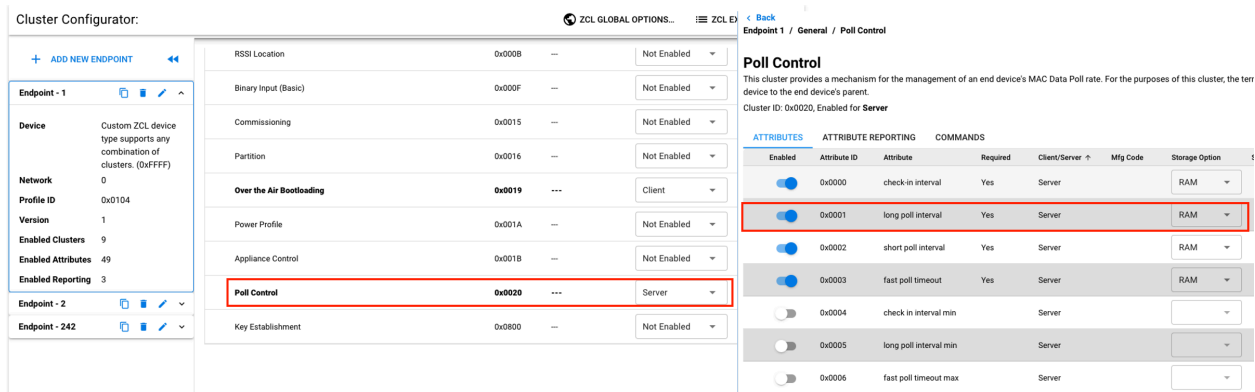 Cluster Configurator:
ZCL GLOBAL OPTIONS...
ZCL E
ADD NEW ENDPOINT
Endpoint - 1
Device Custom ZCL device
type supports any
combination of
clusters. (0xFFFF)
Network 0
Profile ID 0x0104
Version 1
Enabled Clusters 9
Enabled Attributes 49
Enabled Reporting 3
Endpoint - 2
Endpoint - 242
RSSI Location 0x000B --- Not Enabled
Binary Input (Basic) 0x000F --- Not Enabled
Commissioning 0x0015 --- Not Enabled
Partition 0x0016 --- Not Enabled
Over the Air Bootloading 0x0019 --- Client
Power Profile 0x001A --- Not Enabled
Appliance Control 0x001B --- Not Enabled
Poll Control 0x0020 --- Server
Key Establishment 0x0800 --- Not Enabled
Back
Endpoint 1 / General / Poll Control
Poll Control
This cluster provides a mechanism for the management of an end device's MAC Data Poll rate. For the purposes of this cluster, the ter
device to the end device's parent.
Cluster ID: 0x0020, Enabled for Server
ATTRIBUTES ATTRIBUTE REPORTING COMMANDS
Enabled Attribute ID Attribute Required Client/Server Mfg Code Storage Option
0x0000 check-in interval Yes Server RAM
0x0001 long poll interval Yes Server RAM
0x0002 short poll interval Yes Server RAM
0x0003 fast poll timeout Yes Server RAM
0x0004 check in interval min Server
0x0005 long poll interval min Server
0x0006 fast poll timeout max Server